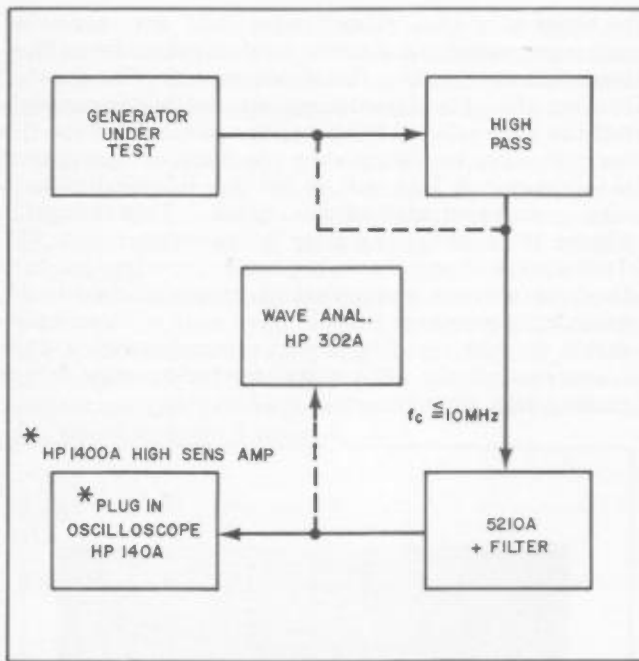 GENERATOR
UNDER
TEST
HIGH
PASS
WAVE ANAL.
HP 302A
fc ≦10MHz
* HP 1400A HIGH SENS AMP
* PLUG IN
OSCILLOSCOPE
HP 140A
5210A
+ FILTER